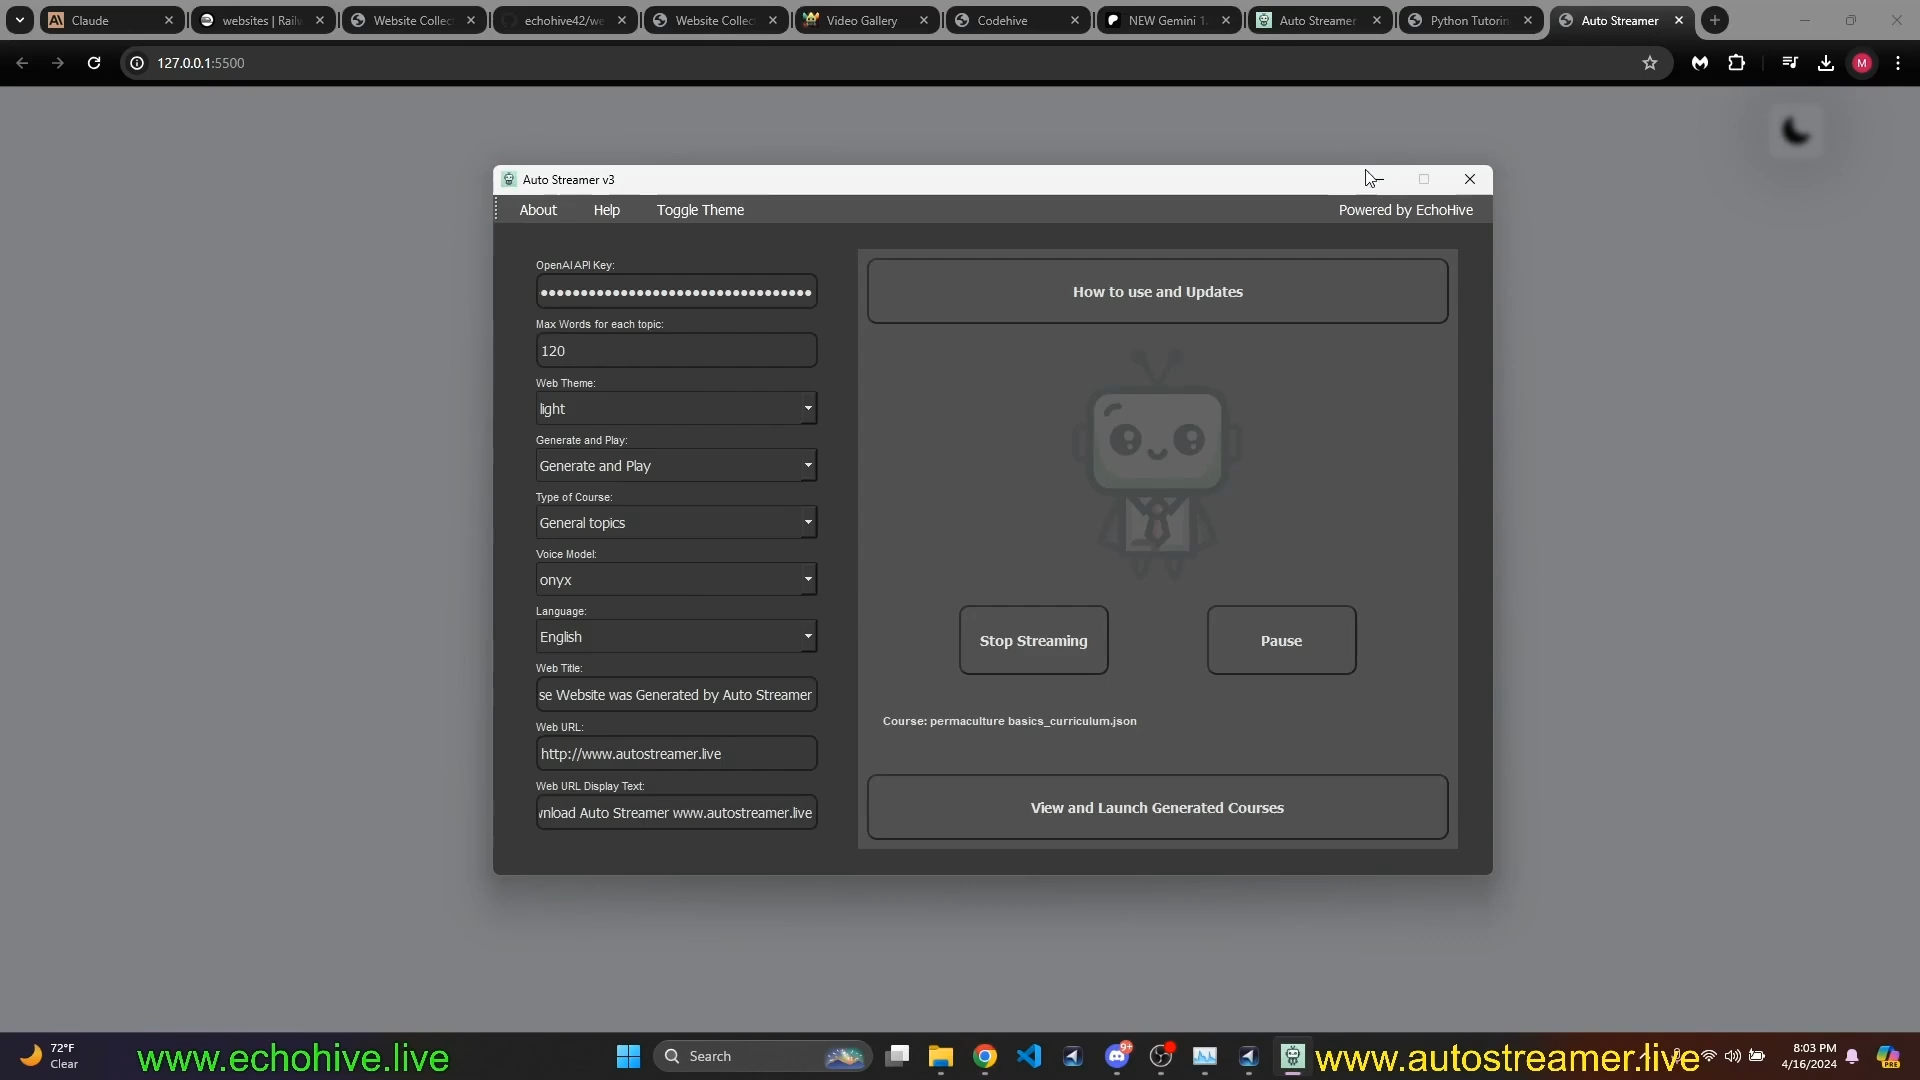 Claude
websites | Railw
Website Collec
echohive42/we
Website Collec
Video Gallery
Codehive
NEW Gemini 1.
Auto Streamer
Python Tutorin
Auto Streamer
127.0.0.1:5500
M
Auto Streamer v3
About
Help
Toggle Theme
Powered by EchoHive
OpenAI API Key:
Max Words for each topic:
120
Web Theme:
light
Generate and Play:
Generate and Play
Type of Course:
General topics
Voice Model:
onyx
Language:
English
Web Title:
se Website was Generated by Auto Streamer
Web URL:
http://www.autostreamer.live
Web URL Display Text:
wnload Auto Streamer www.autostreamer.live
How to use and Updates
Stop Streaming
Pause
Course: permaculture basics_curriculum.json
View and Launch Generated Courses
72°F
Clear
www.echohive.live
Search
9+
www.autostreamer.live
8:03 PM
4/16/2024
PRE